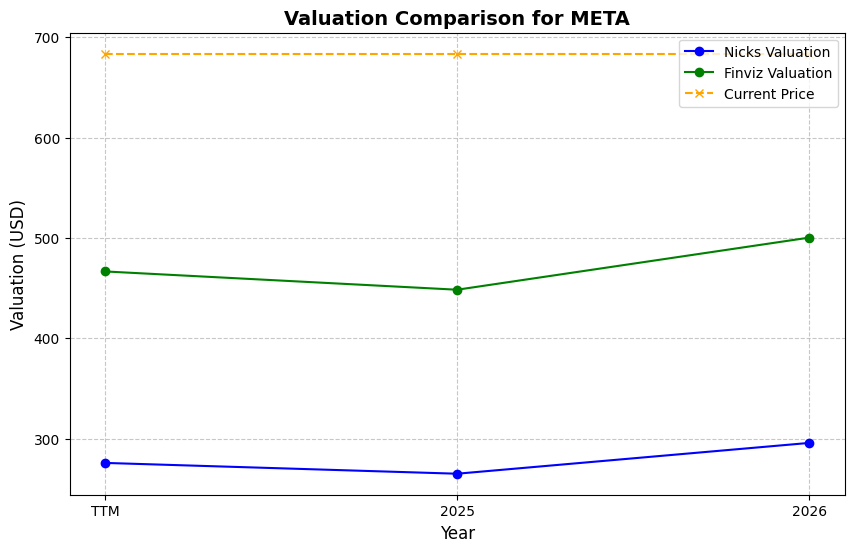 Valuation Comparison for META
Nicks Valuation
Finviz Valuation
Current Price
Valuation (USD)
700
600
500
400
300
TTM
2025
2026
Year